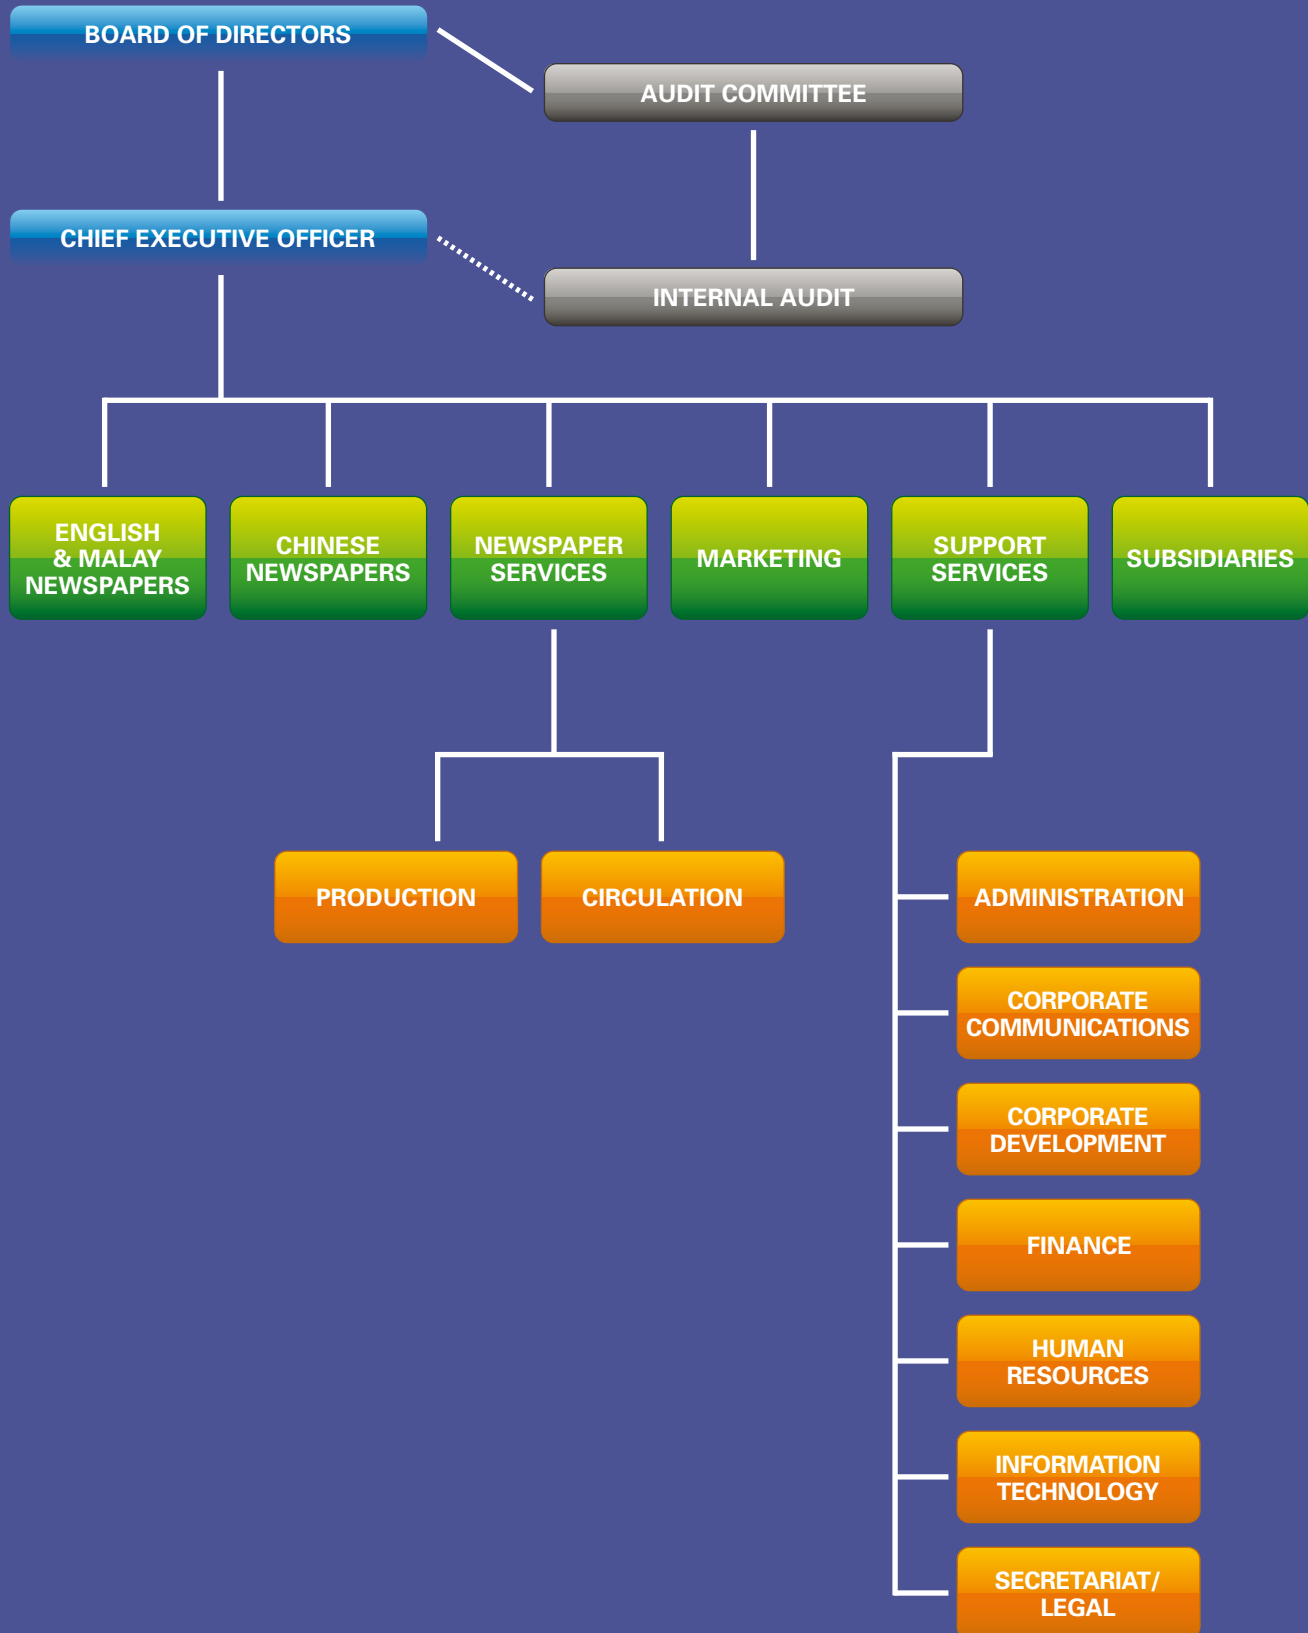 BOARD OF DIRECTORS
AUDIT COMMITTEE
CHIEF EXECUTIVE OFFICER
INTERNAL AUDIT
ENGLISH
& MALAY
NEWSPAPERS
CHINESE
NEWSPAPERS
NEWSPAPER
SERVICES
MARKETING
SUPPORT
SERVICES
SUBSIDIARIES
PRODUCTION
CIRCULATION
ADMINISTRATION
CORPORATE
COMMUNICATIONS
CORPORATE
DEVELOPMENT
FINANCE
HUMAN
RESOURCES
INFORMATION
TECHNOLOGY
SECRETARIAT/
LEGAL